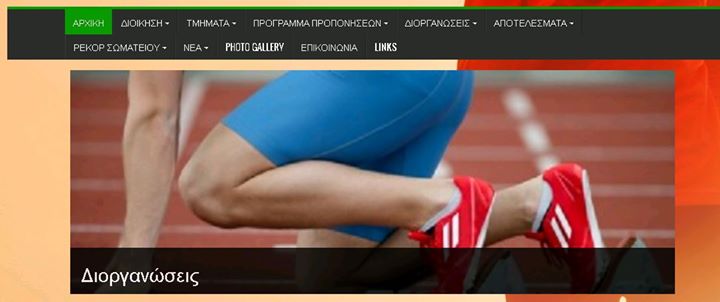 ΑΡΧΙΚΗ ΔΙΟΙΚΗΣΗ ΤΜΗΜΑΤΑ ΠΡΟΓΡΑΜΜΑ ΠΡΟΠΟΝΗΣΕΩΝ ΔΙΟΡΓΑΝΩΣΕΙΣ ΑΠΟΤΕΛΕΣΜΑΤΑ
ΡΕΚΟΡ ΣΩΜΑΤΕΙΟΥ ΝΕΑ PHOTO GALLERY ΕΠΙΚΟΙΝΩΝΙΑ LINKS
Διοργανώσεις